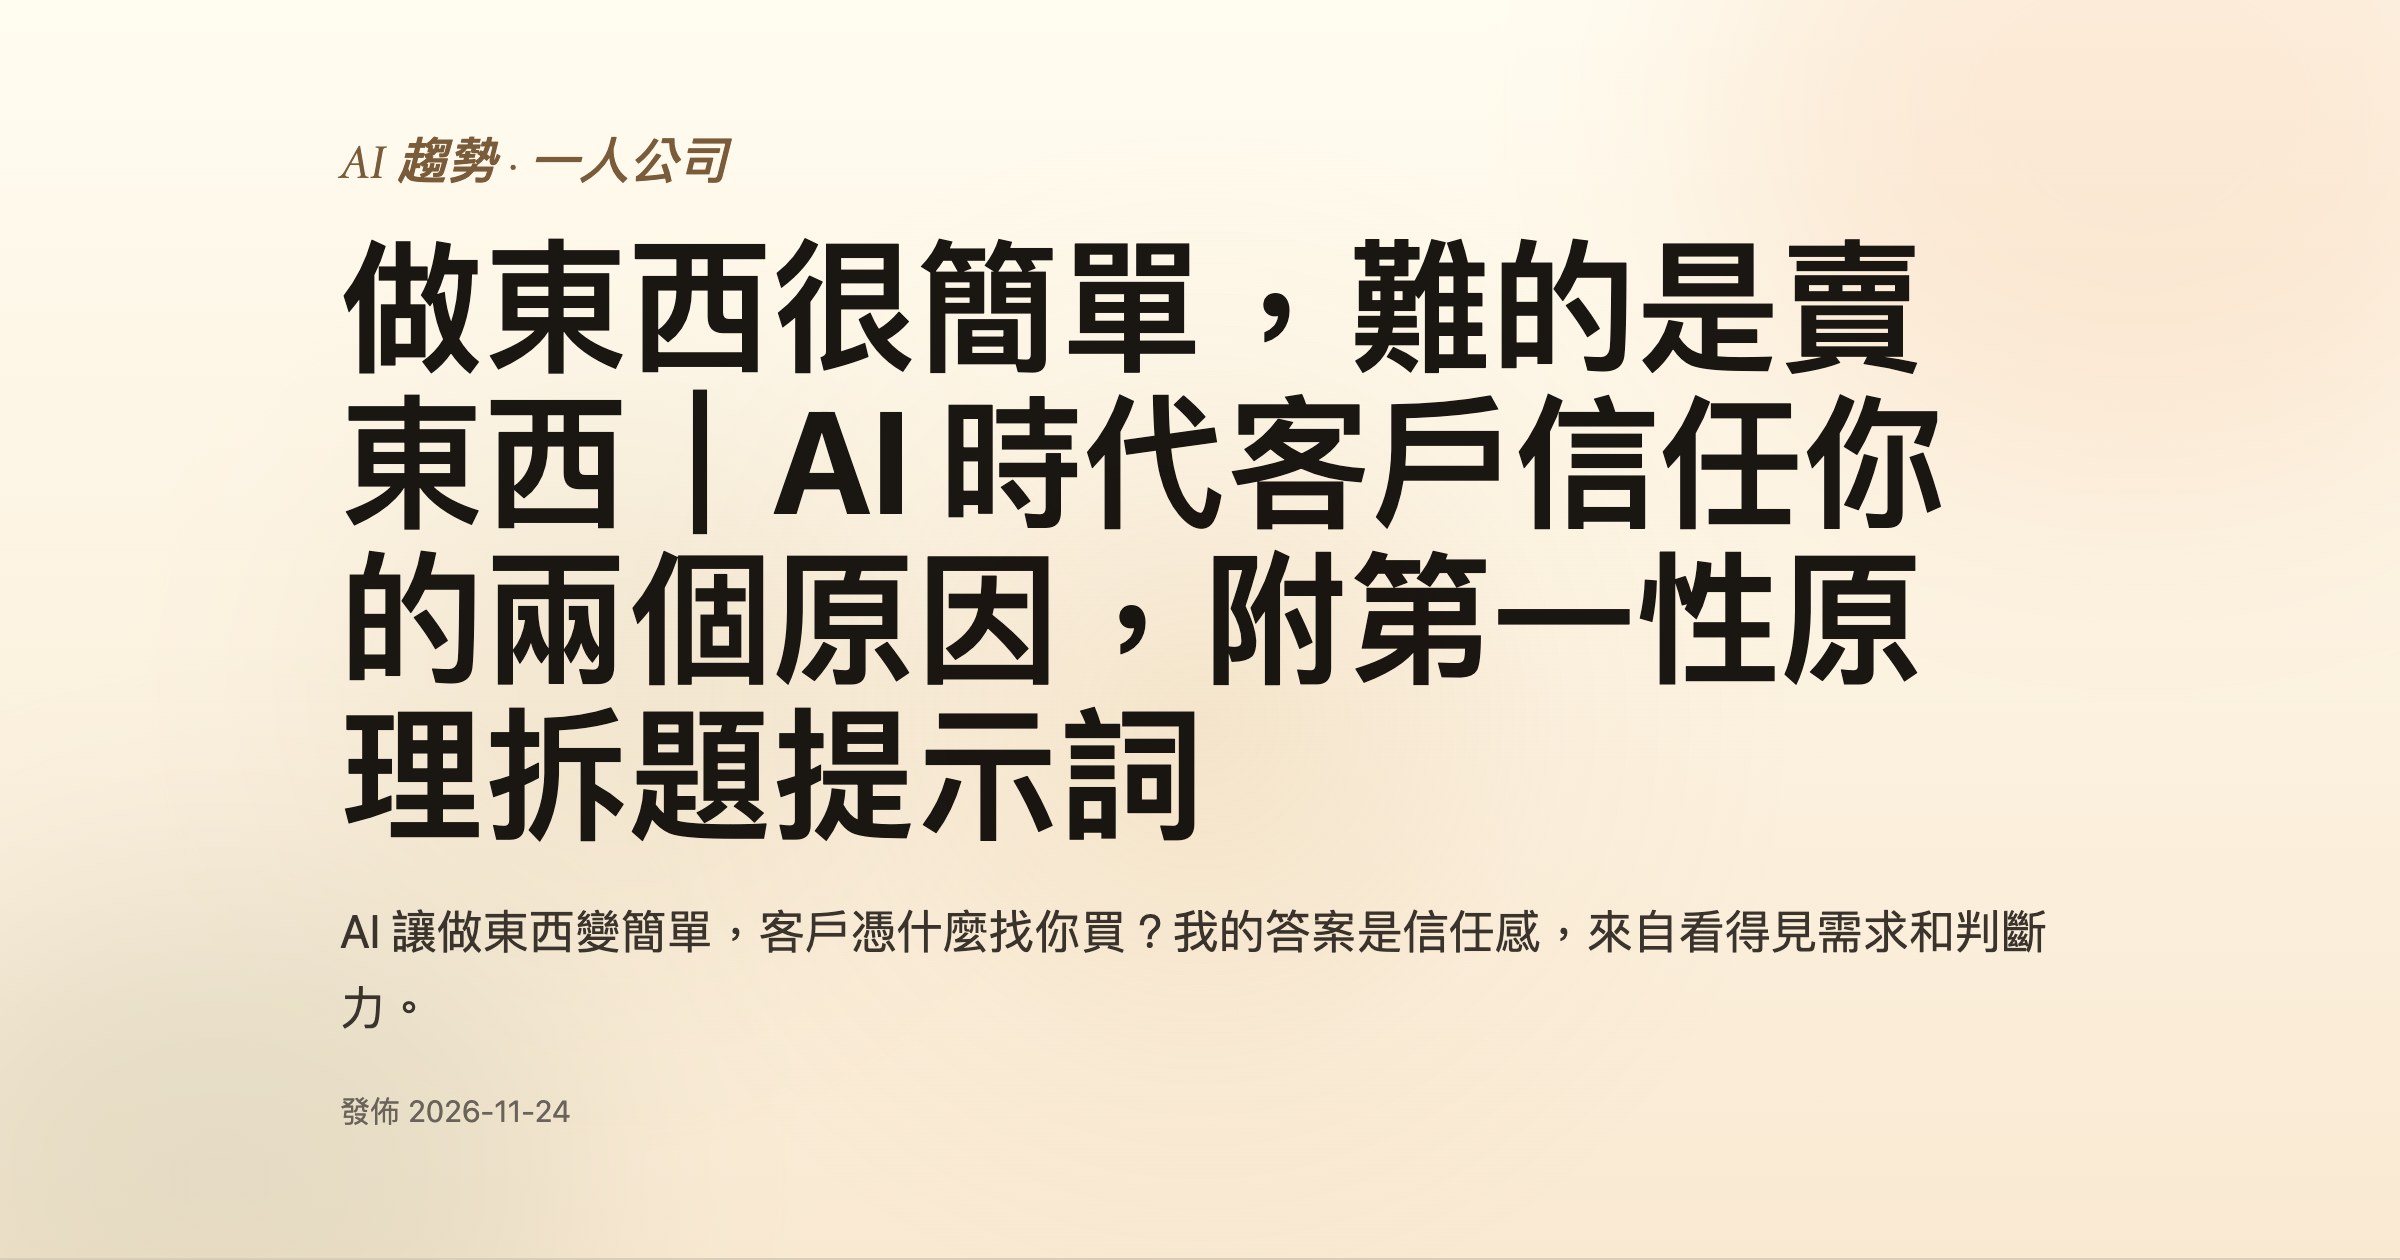 AI 趨勢 · 一人公司
做東西很簡單，難的是賣
東西｜AI 時代客戶信任你
的兩個原因，附第一性原
理拆題提示詞
AI 讓做東西變簡單，客戶憑什麼找你買？我的答案是信任感，來自看得見需求和判斷
力。
發佈 2026-11-24